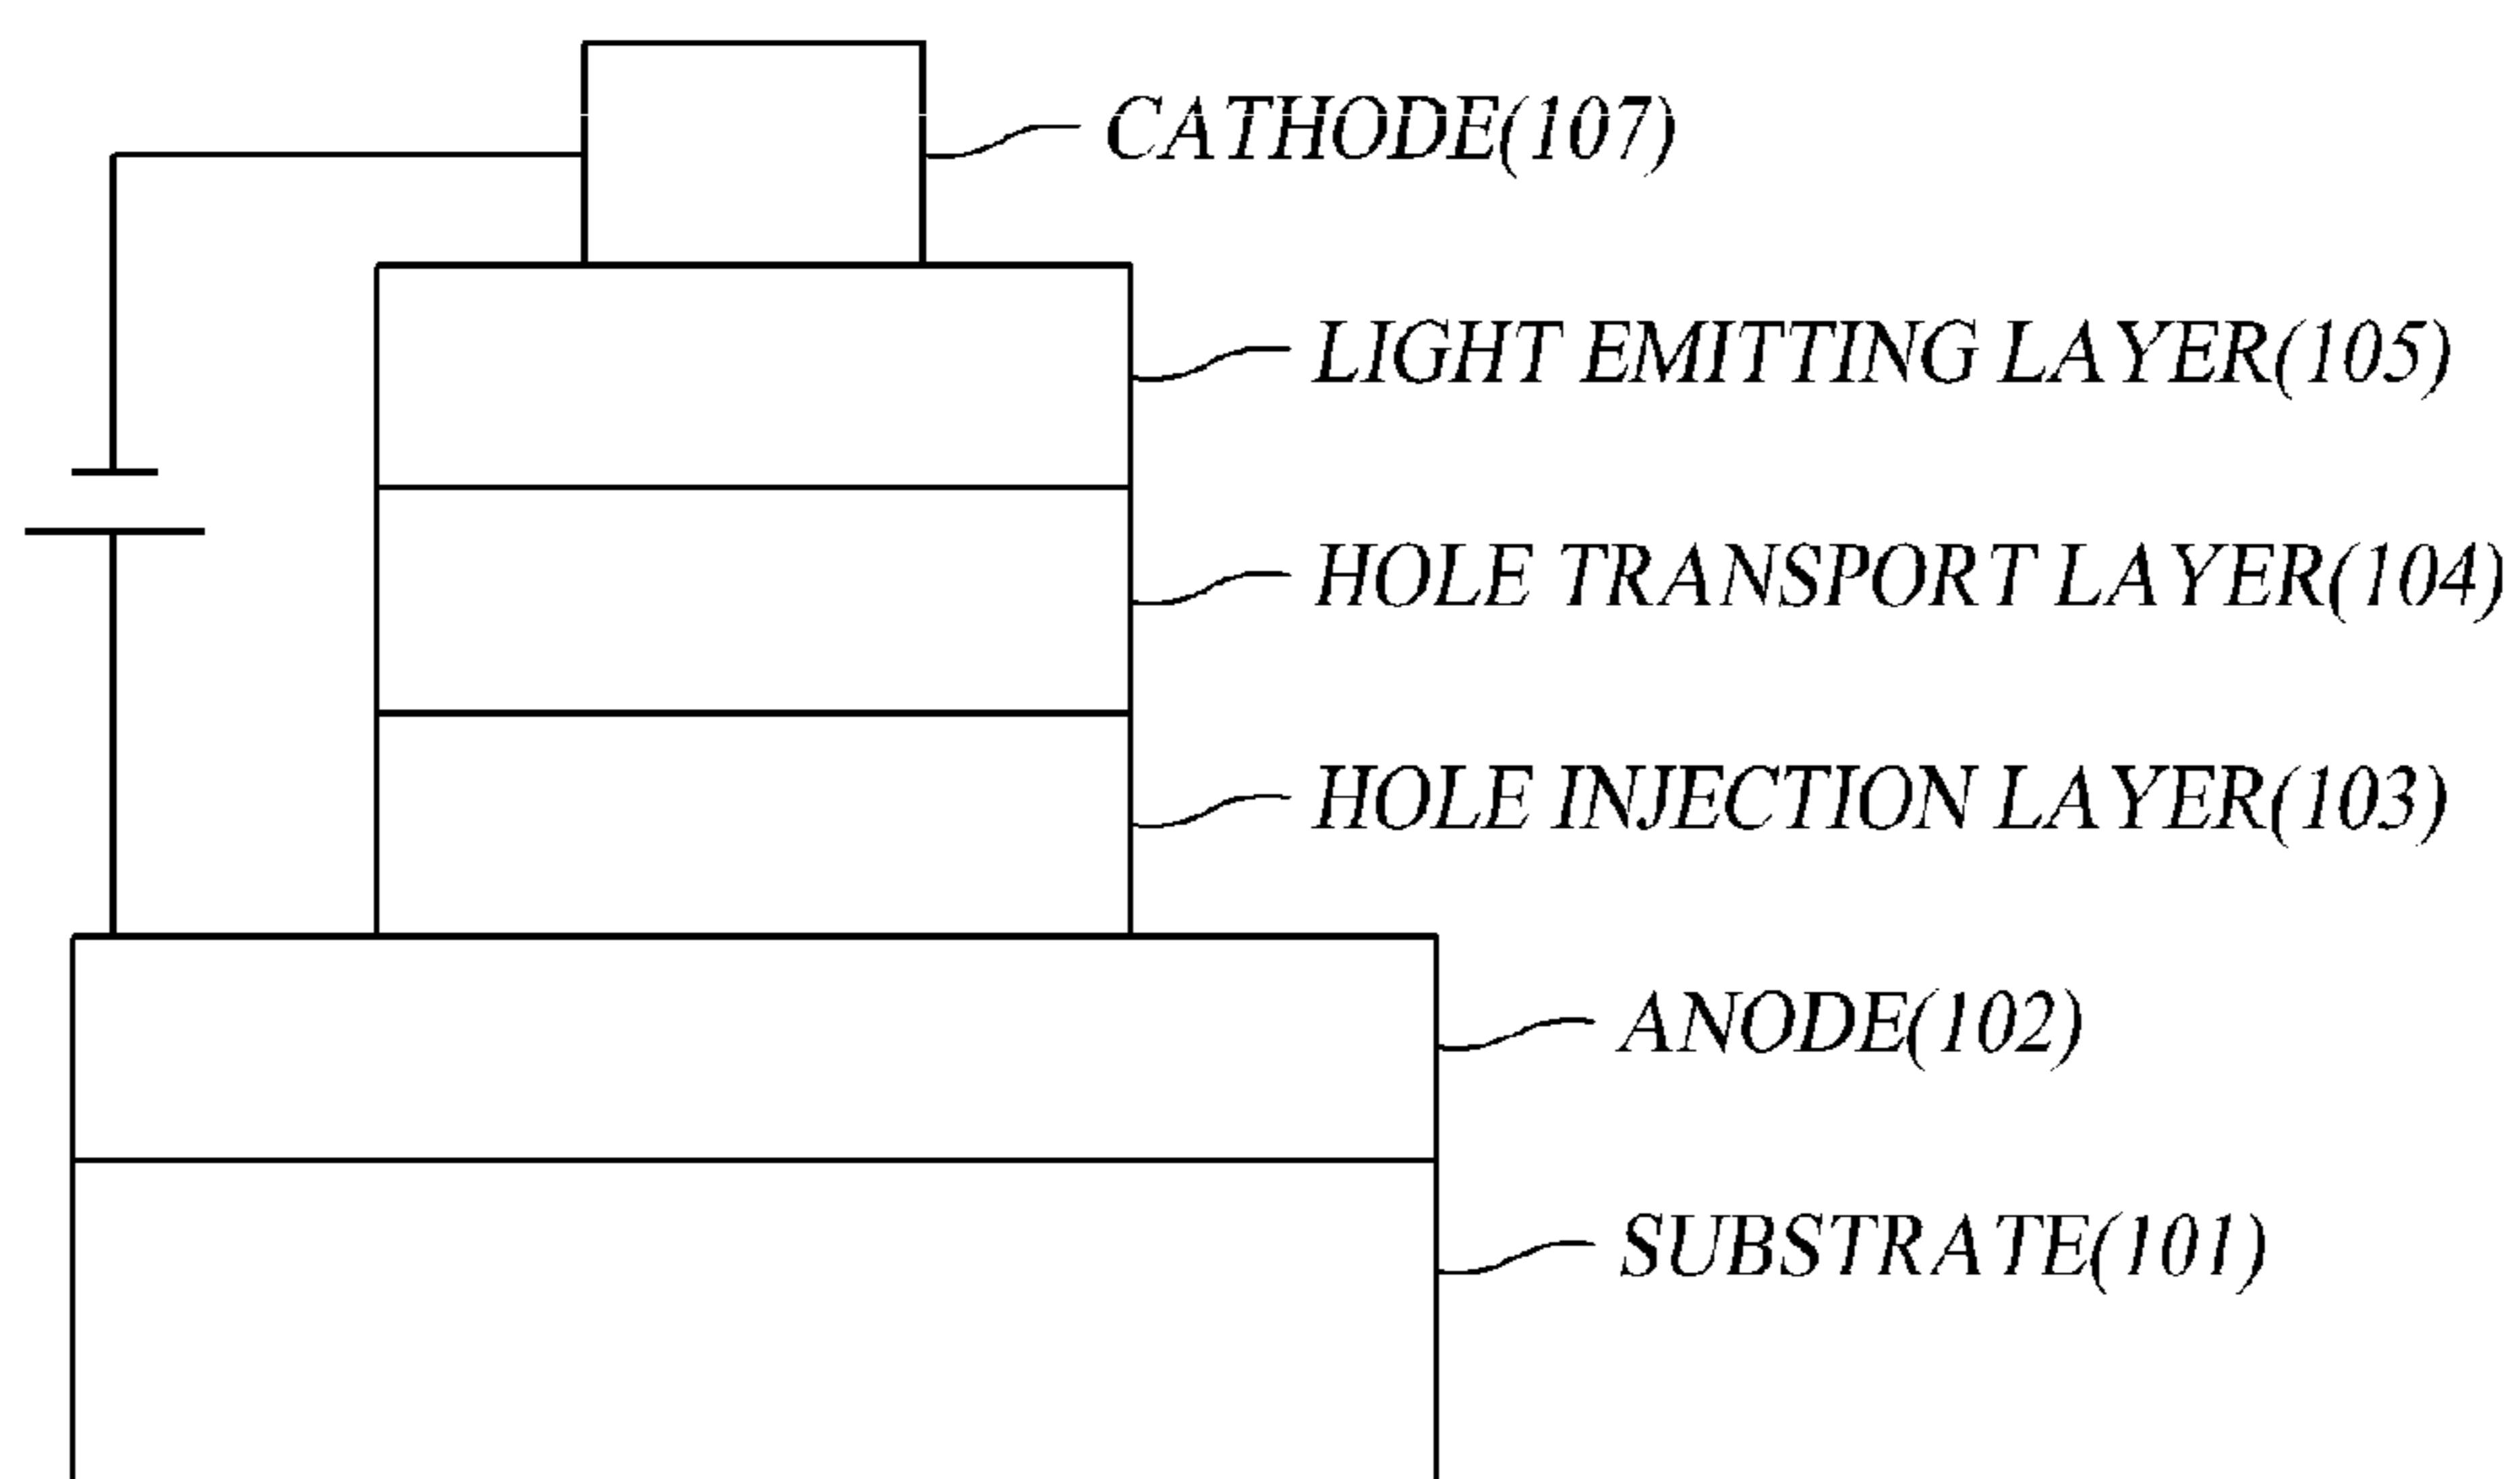 CATHODE(107)
LIGHT EMITTING LAYER(105)
HOLE TRANSPORT LAYER(104)
HOLE INJECTION LAYER(103)
ANODE(102)
SUBSTRATE(101)